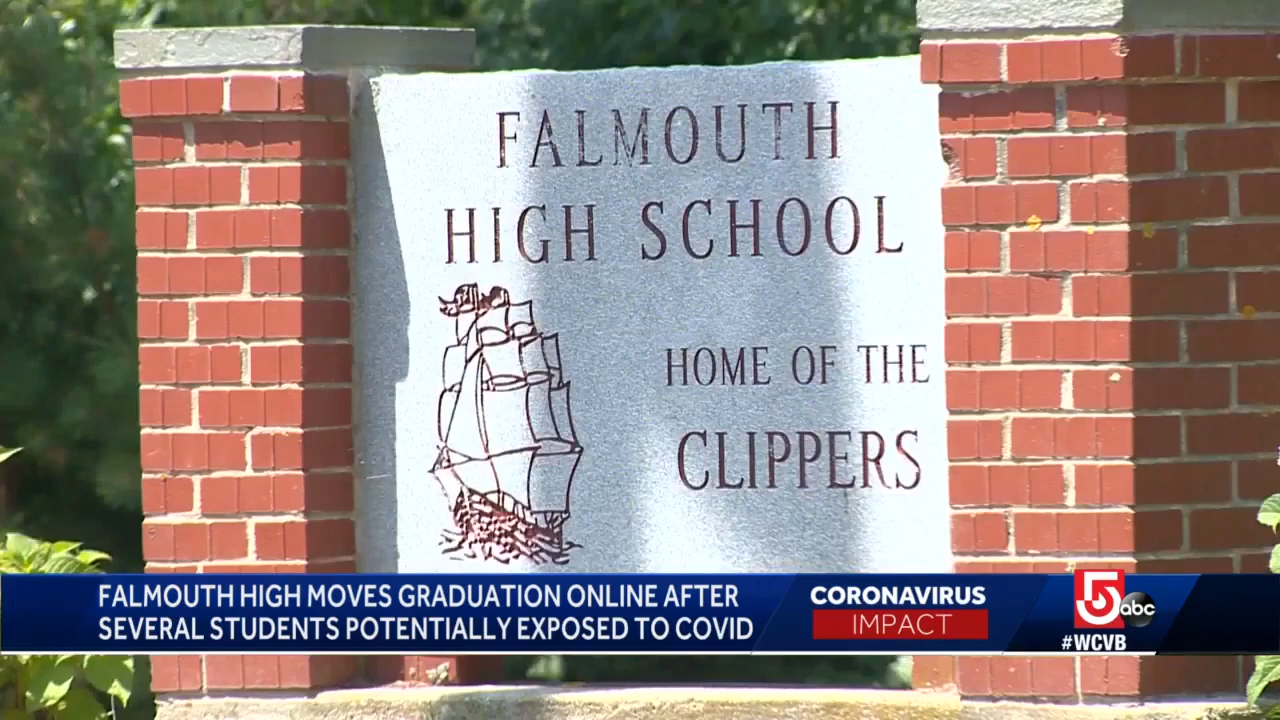 FALMOUTH
HIGH SCHOOL
HOME OF THE
CLIPPERS
FALMOUTH HIGH MOVES GRADUATION ONLINE AFTER
SEVERAL STUDENTS POTENTIALLY EXPOSED TO COVID
CORONAVIRUS
IMPACT
5
abc
#WCVB